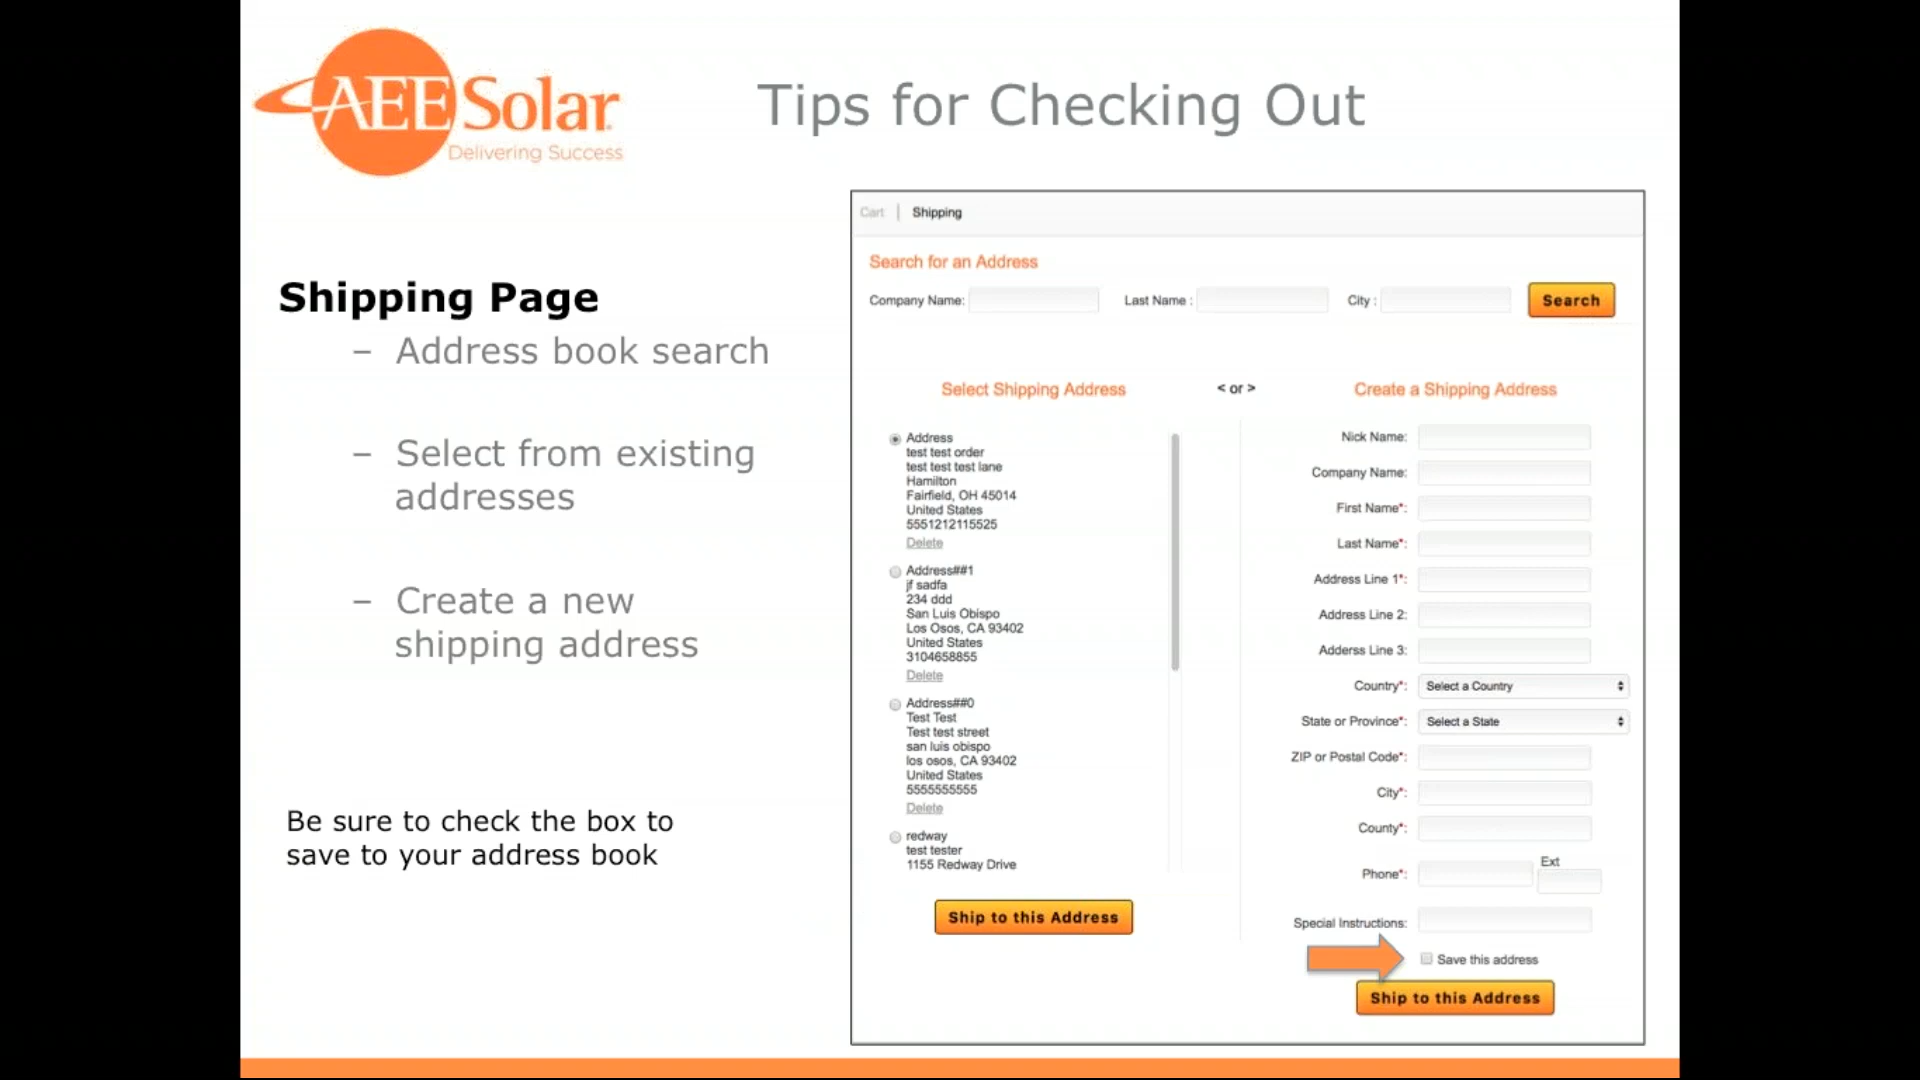 AEE Solar
Delivering Success
Tips for Checking Out
Shipping Page
– Address book search
– Select from existing
addresses
– Create a new
shipping address
Be sure to check the box to
save to your address book
Cart | Shipping
Search for an Address
Company Name:
Last Name :
City :
Search
Select Shipping Address
< or >
Create a Shipping Address
Address
test test order
test test test lane
Hamilton
Fairfield, OH 45014
United States
5551212115525
Delete
Address##1
jf sadfa
234 ddd
San Luis Obispo
Los Osos, CA 93402
United States
3104658855
Delete
Address##0
Test Test
Test test street
san luis obispo
los osos, CA 93402
United States
5555555555
Delete
redway
test tester
1155 Redway Drive
Ship to this Address
Nick Name:
Company Name:
First Name*:
Last Name*:
Address Line 1*:
Address Line 2:
Adderss Line 3:
Country*: Select a Country
State or Province*: Select a State
ZIP or Postal Code*:
City*:
County*:
Phone*:
Ext
Special Instructions:
Save this address
Ship to this Address